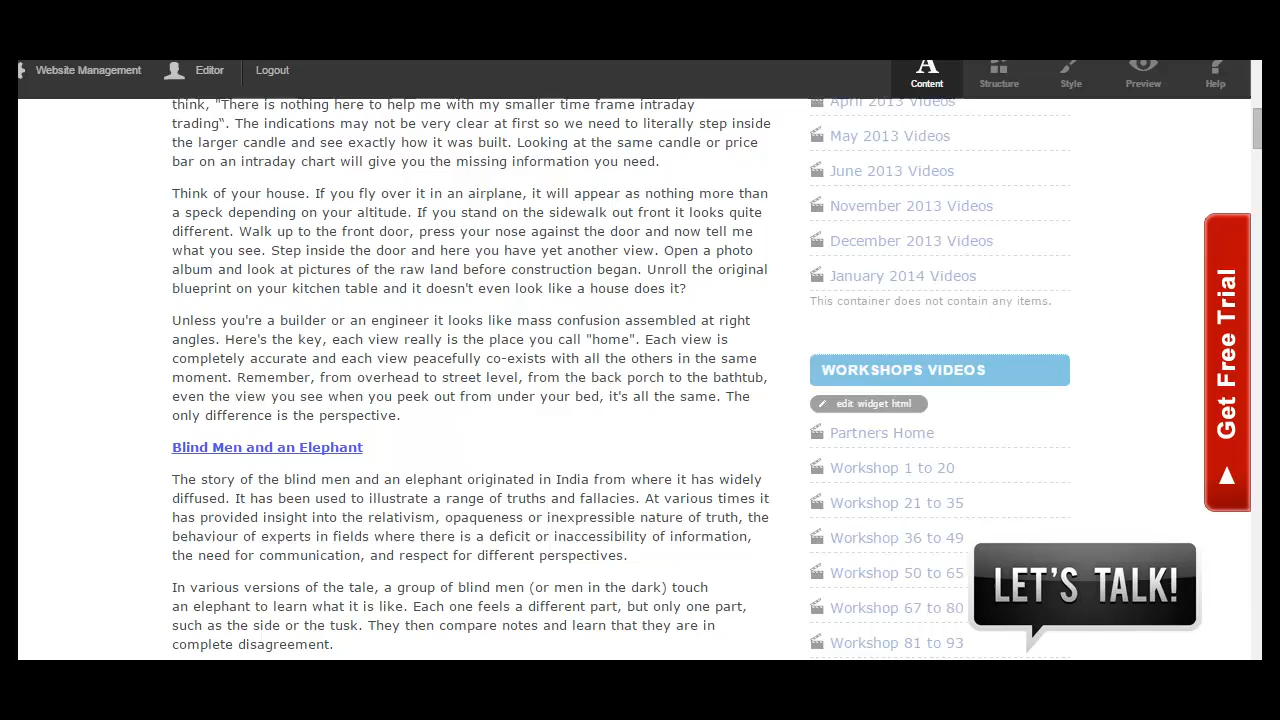 Website Management
Editor
Logout
Content
Structure
Style
Preview
Help
think, "There is nothing here to help me with my smaller time frame intraday
trading“. The indications may not be very clear at first so we need to literally step inside
the larger candle and see exactly how it was built. Looking at the same candle or price
bar on an intraday chart will give you the missing information you need.
Think of your house. If you fly over it in an airplane, it will appear as nothing more than
a speck depending on your altitude. If you stand on the sidewalk out front it looks quite
different. Walk up to the front door, press your nose against the door and now tell me
what you see. Step inside the door and here you have yet another view. Open a photo
album and look at pictures of the raw land before construction began. Unroll the original
blueprint on your kitchen table and it doesn't even look like a house does it?
Unless you're a builder or an engineer it looks like mass confusion assembled at right
angles. Here's the key, each view really is the place you call "home". Each view is
completely accurate and each view peacefully co-exists with all the others in the same
moment. Remember, from overhead to street level, from the back porch to the bathtub,
even the view you see when you peek out from under your bed, it's all the same. The
only difference is the perspective.
Blind Men and an Elephant
The story of the blind men and an elephant originated in India from where it has widely
diffused. It has been used to illustrate a range of truths and fallacies. At various times it
has provided insight into the relativism, opaqueness or inexpressible nature of truth, the
behaviour of experts in fields where there is a deficit or inaccessibility of information,
the need for communication, and respect for different perspectives.
In various versions of the tale, a group of blind men (or men in the dark) touch
an elephant to learn what it is like. Each one feels a different part, but only one part,
such as the side or the tusk. They then compare notes and learn that they are in
complete disagreement.
April 2013 Videos
May 2013 Videos
June 2013 Videos
November 2013 Videos
December 2013 Videos
January 2014 Videos
This container does not contain any items.
WORKSHOPS VIDEOS
edit widget html
Partners Home
Workshop 1 to 20
Workshop 21 to 35
Workshop 36 to 49
Workshop 50 to 65
Workshop 67 to 80
Workshop 81 to 93
Get Free Trial
LET'S TALK!